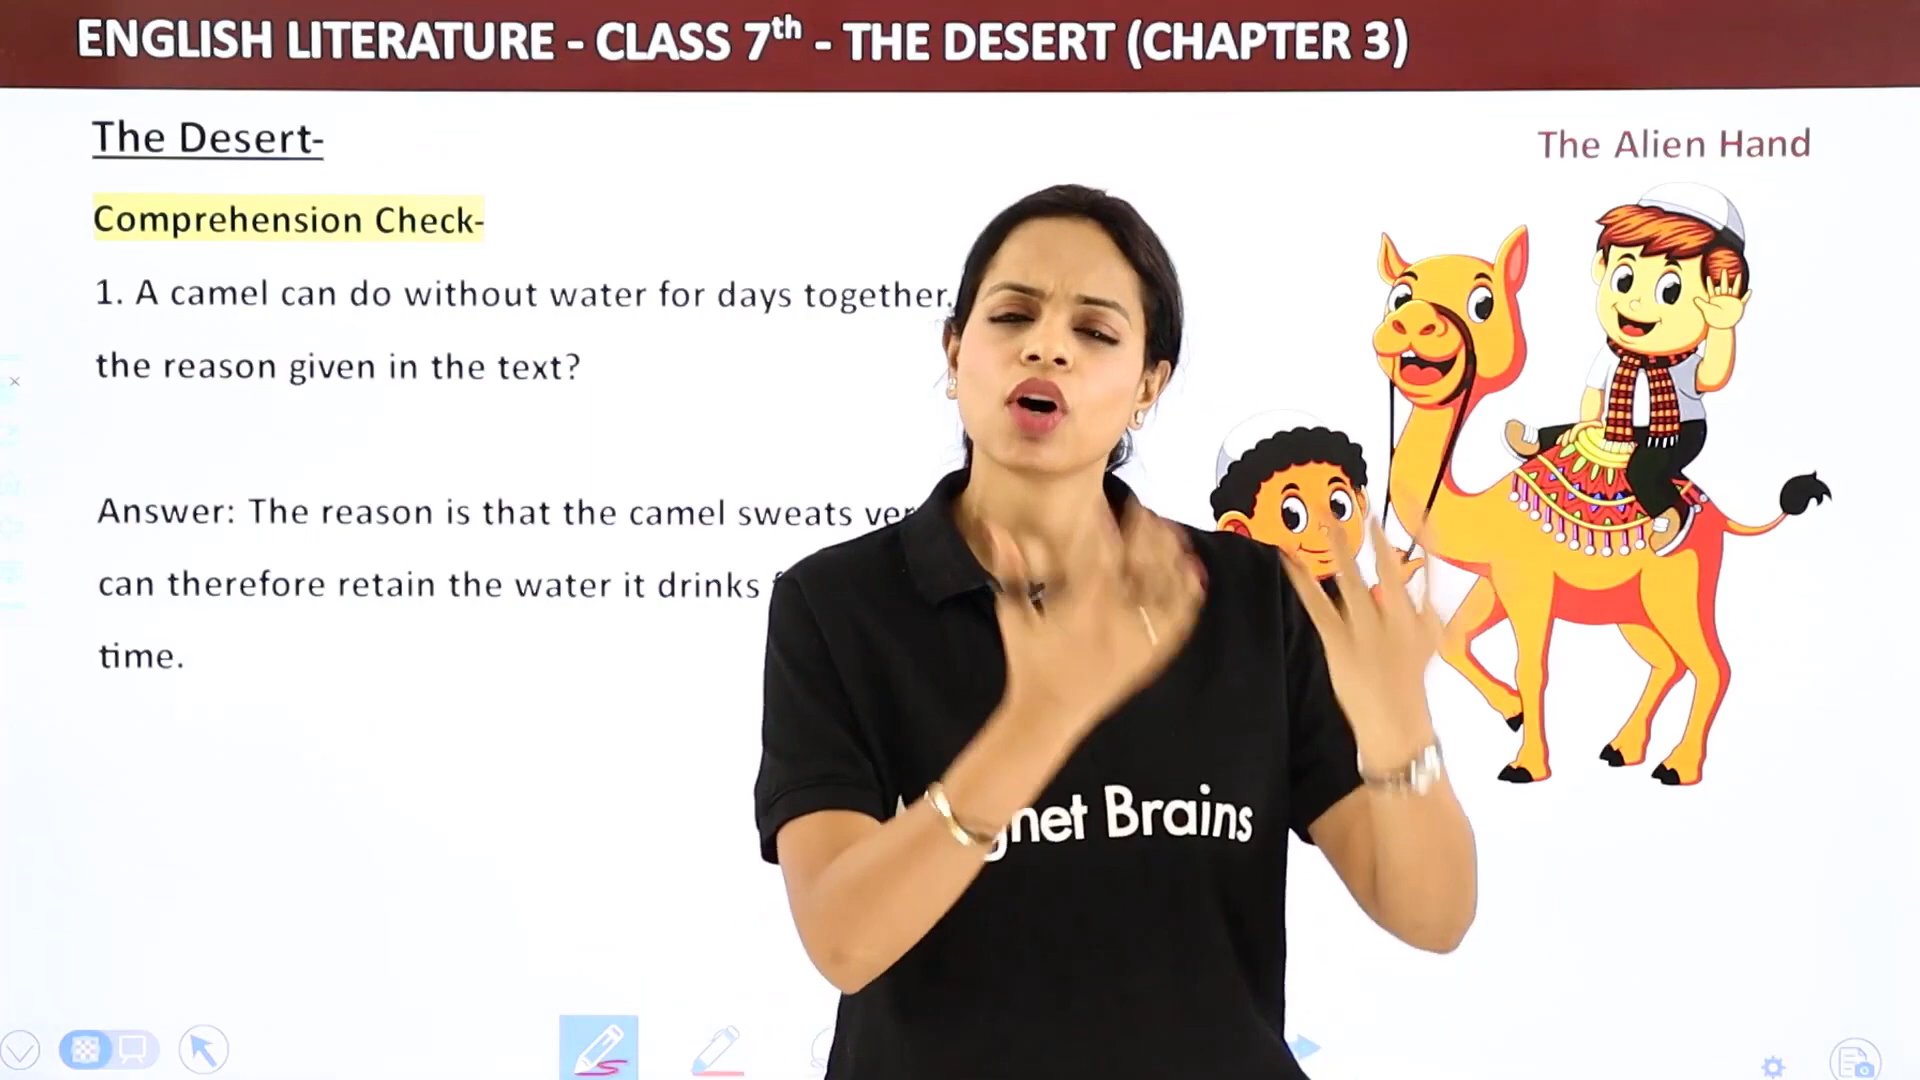 ENGLISH LITERATURE - CLASS 7th - THE DESERT (CHAPTER 3)
The Desert-
The Alien Hand
Comprehension Check-
1. A camel can do without water for days together.
the reason given in the text?
Answer: The reason is that the camel sweats
can therefore retain the water it drinks
time.
Brains